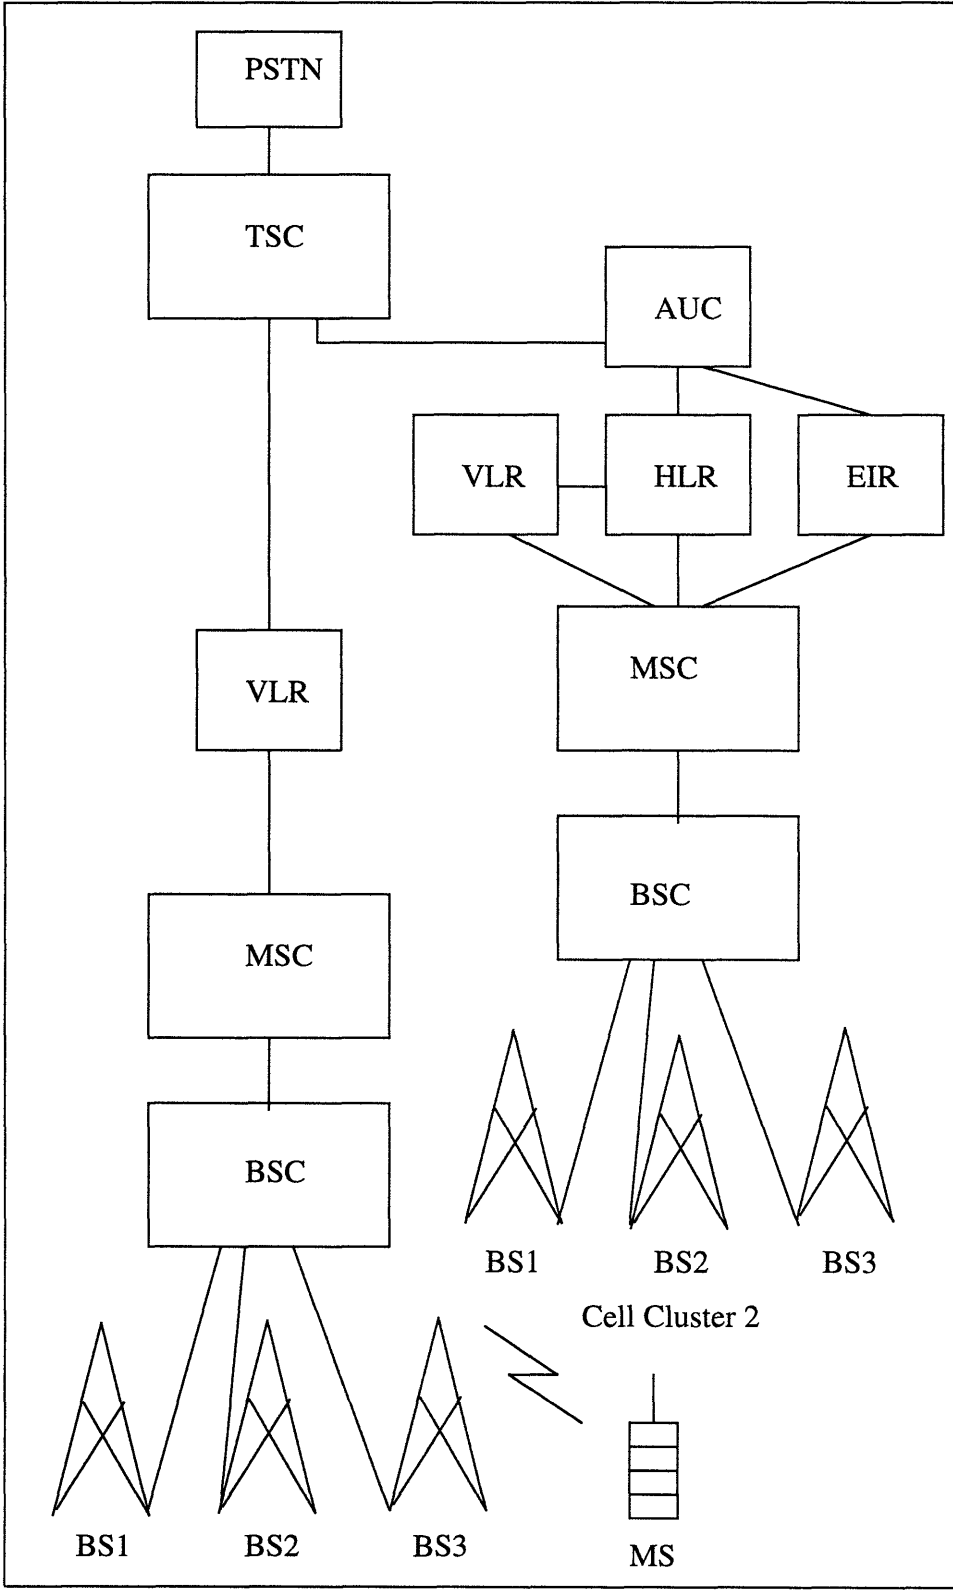 PSTN
TSC
AUC
VLR
HLR
EIR
MSC
VLR
BSC
MSC
BSC
BS1
BS2
BS3
Cell Cluster 2
BS1
BS2
BS3
MS